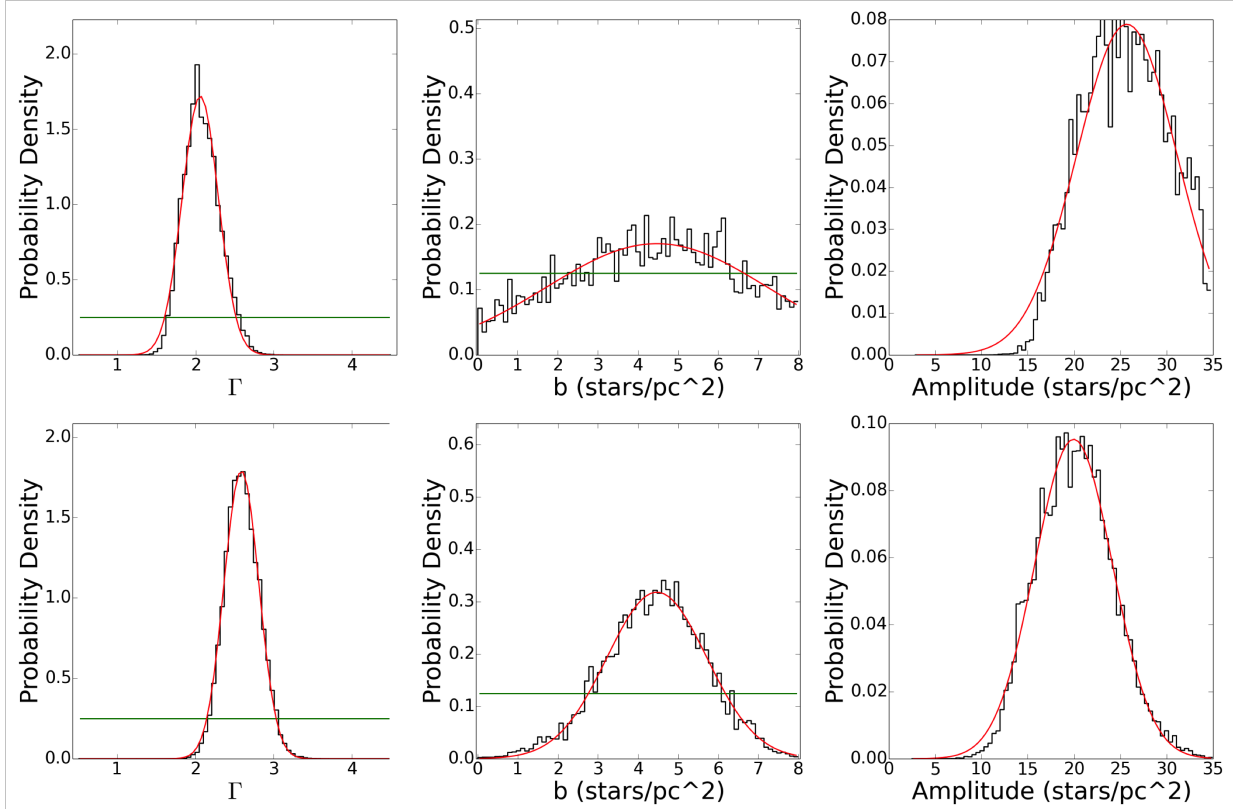 Probability Density
2.0
1.5
1.0
0.5
0.0
1 2 3 4
Γ
Probability Density
0.5
0.4
0.3
0.2
0.1
0.0
0 1 2 3 4 5 6 7 8
b (stars/pc^2)
Probability Density
0.08
0.07
0.06
0.05
0.04
0.03
0.02
0.01
0.00
0 5 10 15 20 25 30 35
Amplitude (stars/pc^2)
Probability Density
2.0
1.5
1.0
0.5
0.0
1 2 3 4
Γ
Probability Density
0.6
0.5
0.4
0.3
0.2
0.1
0.0
0 1 2 3 4 5 6 7 8
b (stars/pc^2)
Probability Density
0.10
0.08
0.06
0.04
0.02
0.00
0 5 10 15 20 25 30 35
Amplitude (stars/pc^2)